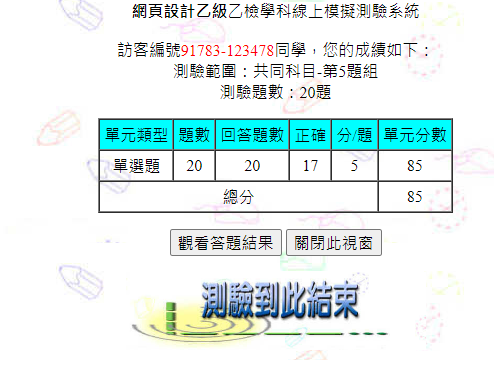 網頁設計乙級乙檢學科線上模擬測驗系統
訪客編號91783-123478同學，您的成績如下：
測驗範圍：共同科目-第5題組
測驗題數：20題
單元類型 題數 回答題數 正確 分/題 單元分數
單選題 20 20 17 5 85
總分 85
觀看答題結果 關閉此視窗
測驗到此結束